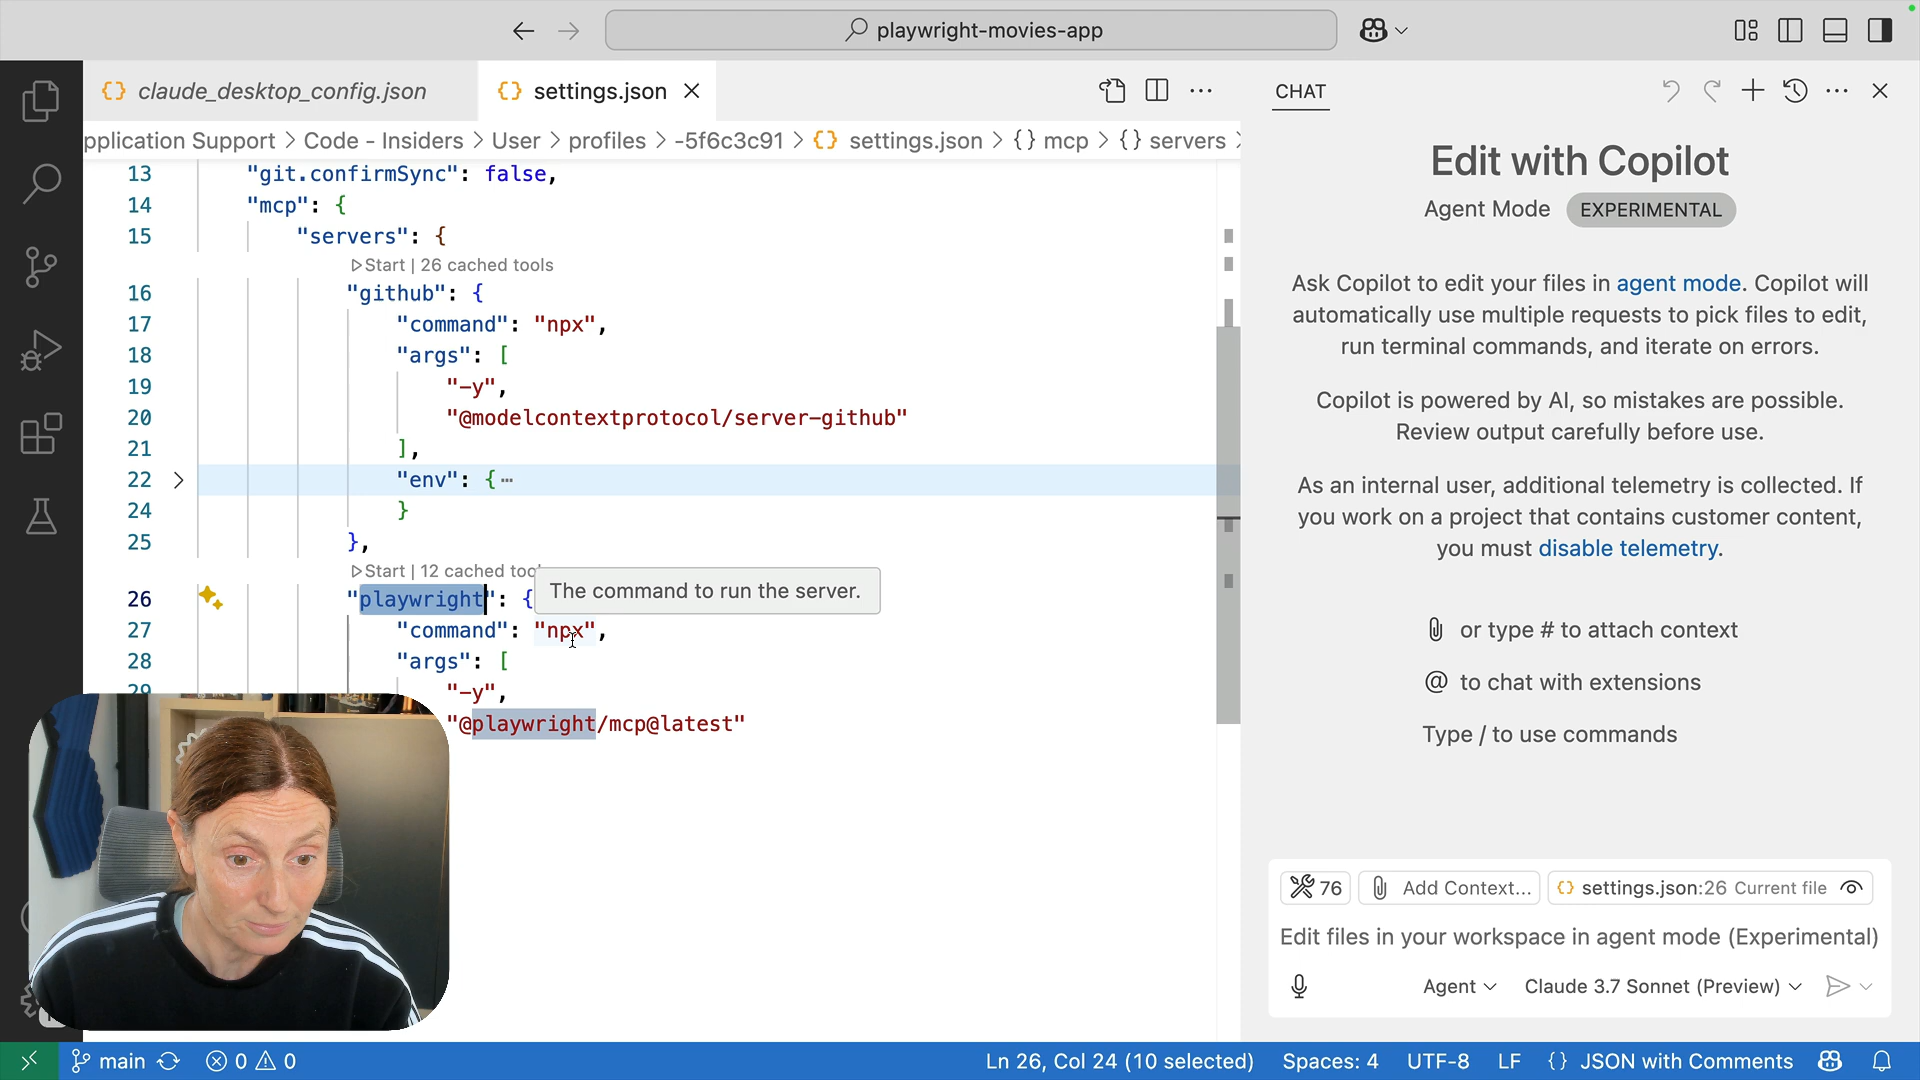 playwright-movies-app
claude_desktop_config.json
settings.json
pplication Support > Code - Insiders > User > profiles > -5f6c3c91 > {} settings.json > {} mcp > {} servers >
13 "git.confirmSync": false,
14 "mcp": {
15 "servers": {
Start | 26 cached tools
16 "github": {
17 "command": "npx",
18 "args": [
19 "-y",
20 "@modelcontextprotocol/server-github"
21 ],
22 "env": {⋯
24 }
25 },
Start | 12 cached too
The command to run the server.
26 "playwright": {
27 "command": "npx",
28 "args": [
29 "-y",
"@playwright/mcp@latest"
CHAT
Edit with Copilot
Agent Mode EXPERIMENTAL
Ask Copilot to edit your files in agent mode. Copilot will
automatically use multiple requests to pick files to edit,
run terminal commands, and iterate on errors.
Copilot is powered by AI, so mistakes are possible.
Review output carefully before use.
As an internal user, additional telemetry is collected. If
you work on a project that contains customer content,
you must disable telemetry.
or type # to attach context
@ to chat with extensions
Type / to use commands
76 Add Context... {} settings.json:26 Current file
Edit files in your workspace in agent mode (Experimental)
Agent Claude 3.7 Sonnet (Preview)
main 0 0 Ln 26, Col 24 (10 selected) Spaces: 4 UTF-8 LF {} JSON with Comments